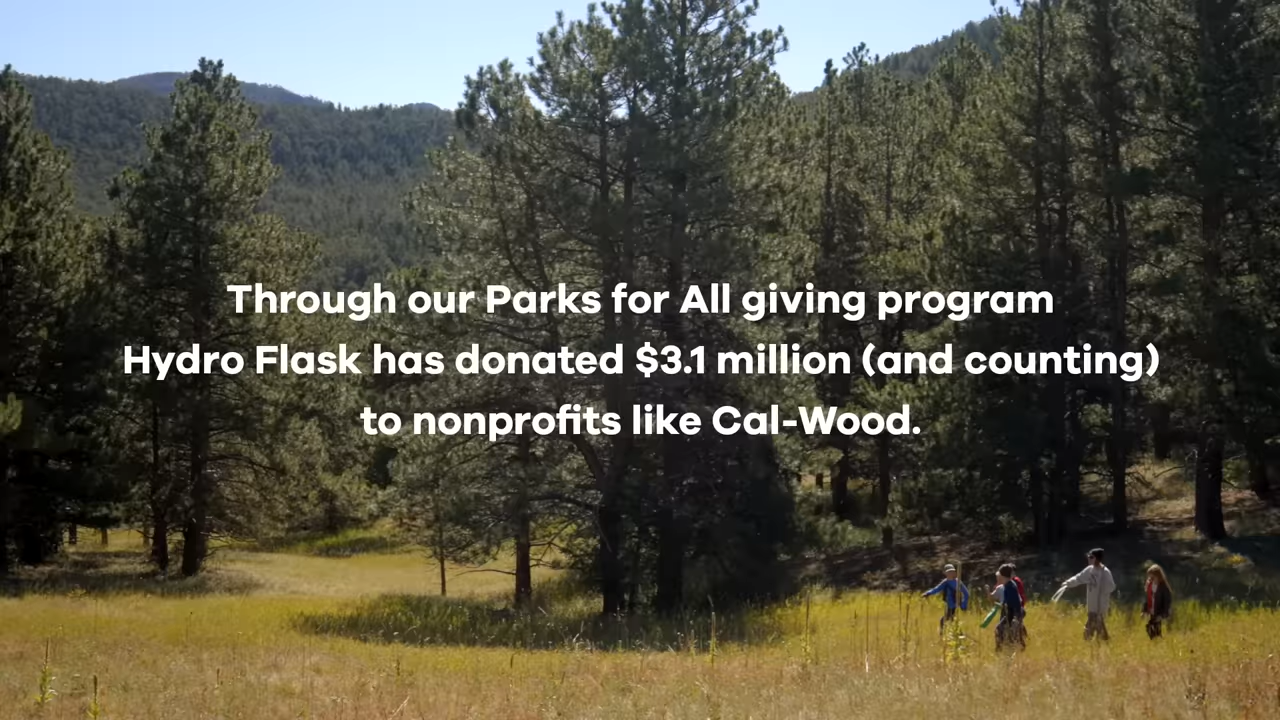 Through our Parks for All giving program
Hydro Flask has donated $3.1 million (and counting)
to nonprofits like Cal-Wood.